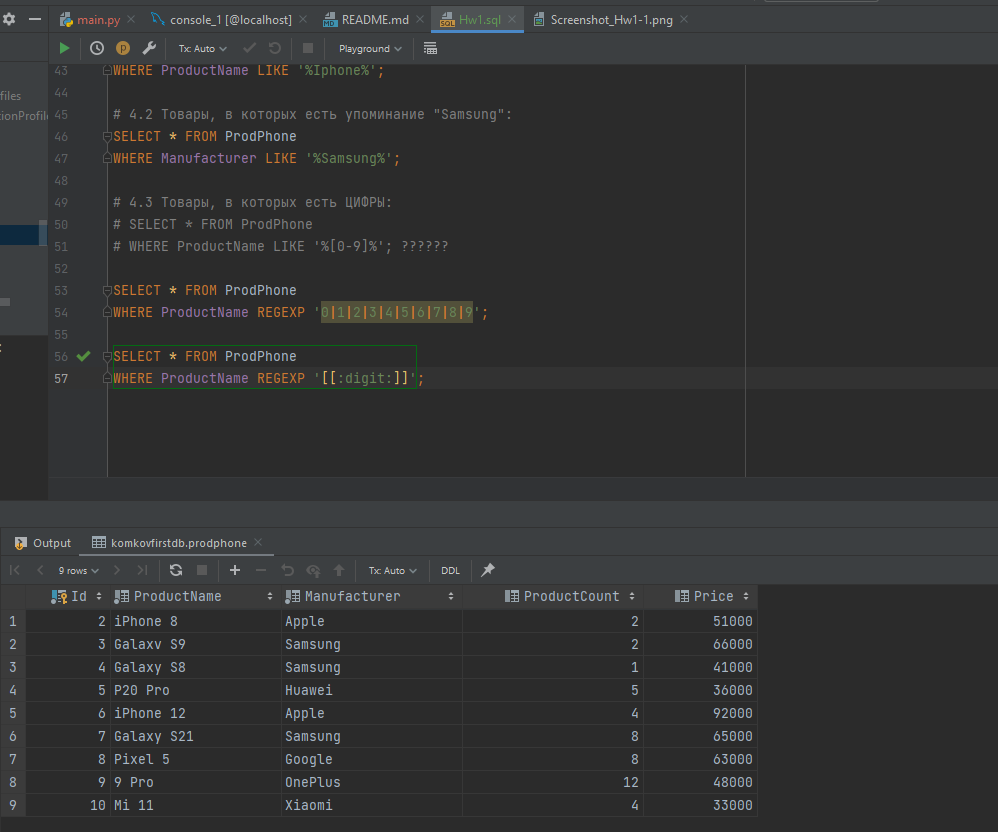 main.py
console_1 [@localhost]
README.md
Hw1.sql
Screenshot_Hw1-1.png
Tx: Auto
Playground
files
tionProfile
43 WHERE ProductName LIKE '%Iphone%';
44
45 # 4.2 Товары, в которых есть упоминание "Samsung":
46 SELECT * FROM ProdPhone
47 WHERE Manufacturer LIKE '%Samsung%';
48
49 # 4.3 Товары, в которых есть ЦИФРЫ:
50 # SELECT * FROM ProdPhone
51 # WHERE ProductName LIKE '%[0-9]%'; ??????
52
53 SELECT * FROM ProdPhone
54 WHERE ProductName REGEXP '0|1|2|3|4|5|6|7|8|9';
55
56 SELECT * FROM ProdPhone
57 WHERE ProductName REGEXP '[[:digit:]]';
Output
komkovfirstdb.prodphone
9 rows
Tx: Auto
DDL
Id ProductName Manufacturer ProductCount Price
1 2 iPhone 8 Apple 2 51000
2 3 Galaxv S9 Samsung 2 66000
3 4 Galaxy S8 Samsung 1 41000
4 5 P20 Pro Huawei 5 36000
5 6 iPhone 12 Apple 4 92000
6 7 Galaxy S21 Samsung 8 65000
7 8 Pixel 5 Google 8 63000
8 9 9 Pro OnePlus 12 48000
9 10 Mi 11 Xiaomi 4 33000